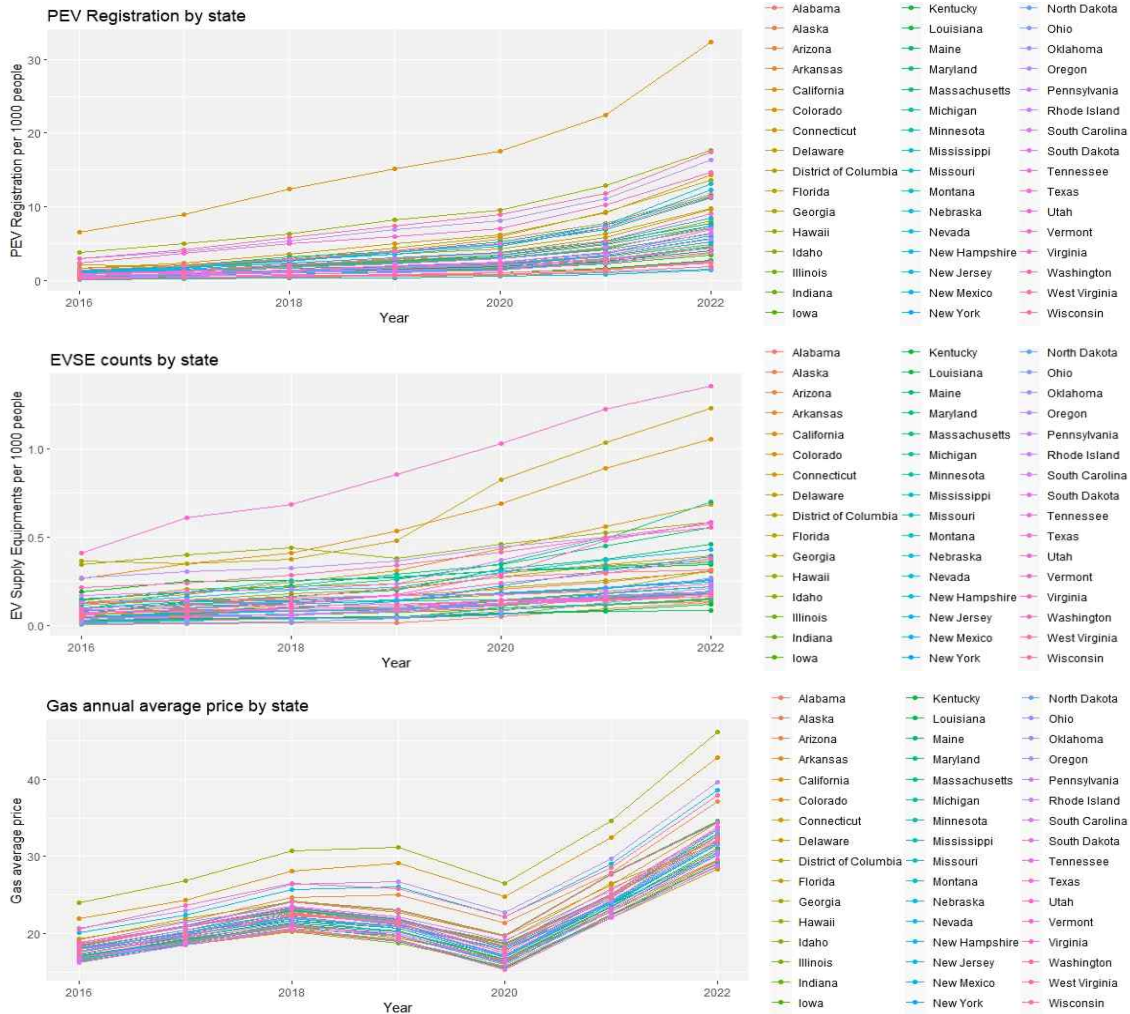 PEV Registration by state
PEV Registration per 1000 people
30
20
10
0
2016
2018
2020
2022
Year
Alabama
Alaska
Arizona
Arkansas
California
Colorado
Connecticut
Delaware
District of Columbia
Florida
Georgia
Hawaii
Idaho
Illinois
Indiana
Iowa
Kentucky
Louisiana
Maine
Maryland
Massachusetts
Michigan
Minnesota
Mississippi
Missouri
Montana
Nebraska
Nevada
New Hampshire
New Jersey
New Mexico
New York
North Dakota
Ohio
Oklahoma
Oregon
Pennsylvania
Rhode Island
South Carolina
South Dakota
Tennessee
Texas
Utah
Vermont
Virginia
Washington
West Virginia
Wisconsin
EVSE counts by state
EV Supply Equipments per 1000 people
1.0
0.5
0.0
2016
2018
2020
2022
Year
Alabama
Alaska
Arizona
Arkansas
California
Colorado
Connecticut
Delaware
District of Columbia
Florida
Georgia
Hawaii
Idaho
Illinois
Indiana
Iowa
Kentucky
Louisiana
Maine
Maryland
Massachusetts
Michigan
Minnesota
Mississippi
Missouri
Montana
Nebraska
Nevada
New Hampshire
New Jersey
New Mexico
New York
North Dakota
Ohio
Oklahoma
Oregon
Pennsylvania
Rhode Island
South Carolina
South Dakota
Tennessee
Texas
Utah
Vermont
Virginia
Washington
West Virginia
Wisconsin
Gas annual average price by state
Gas average price
40
30
20
2016
2018
2020
2022
Year
Alabama
Alaska
Arizona
Arkansas
California
Colorado
Connecticut
Delaware
District of Columbia
Florida
Georgia
Hawaii
Idaho
Illinois
Indiana
Iowa
Kentucky
Louisiana
Maine
Maryland
Massachusetts
Michigan
Minnesota
Mississippi
Missouri
Montana
Nebraska
Nevada
New Hampshire
New Jersey
New Mexico
New York
North Dakota
Ohio
Oklahoma
Oregon
Pennsylvania
Rhode Island
South Carolina
South Dakota
Tennessee
Texas
Utah
Vermont
Virginia
Washington
West Virginia
Wisconsin